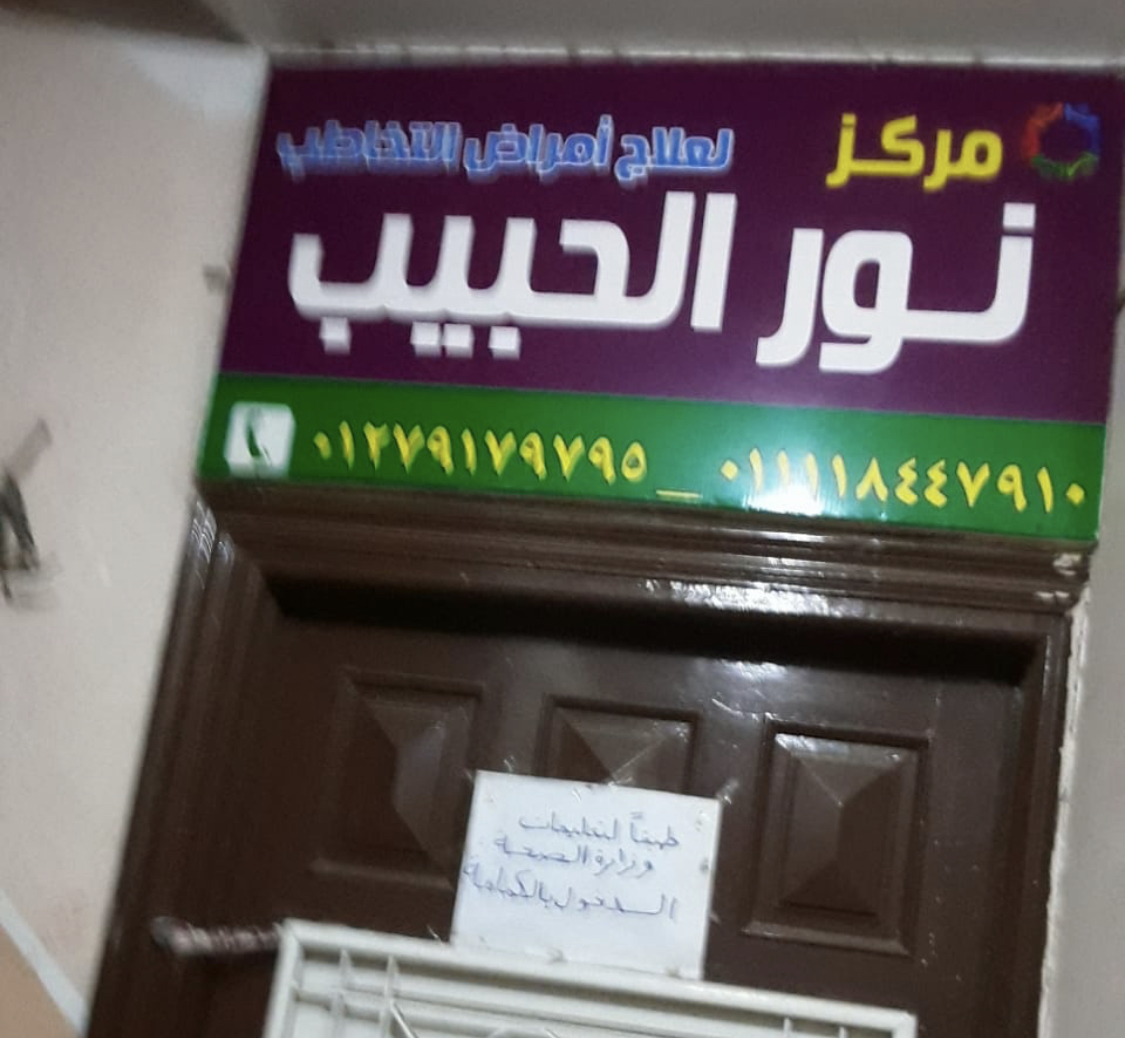 مركز لعلاج أمراض التخاطب
نور الحبيب
٠١٢٧٩١٧٩٧٩٥ _ ٠١١١١٨٤٤٧٩١٠
طبقاً لتعليمات
وزارة الصحة
الدخول بالكمامة